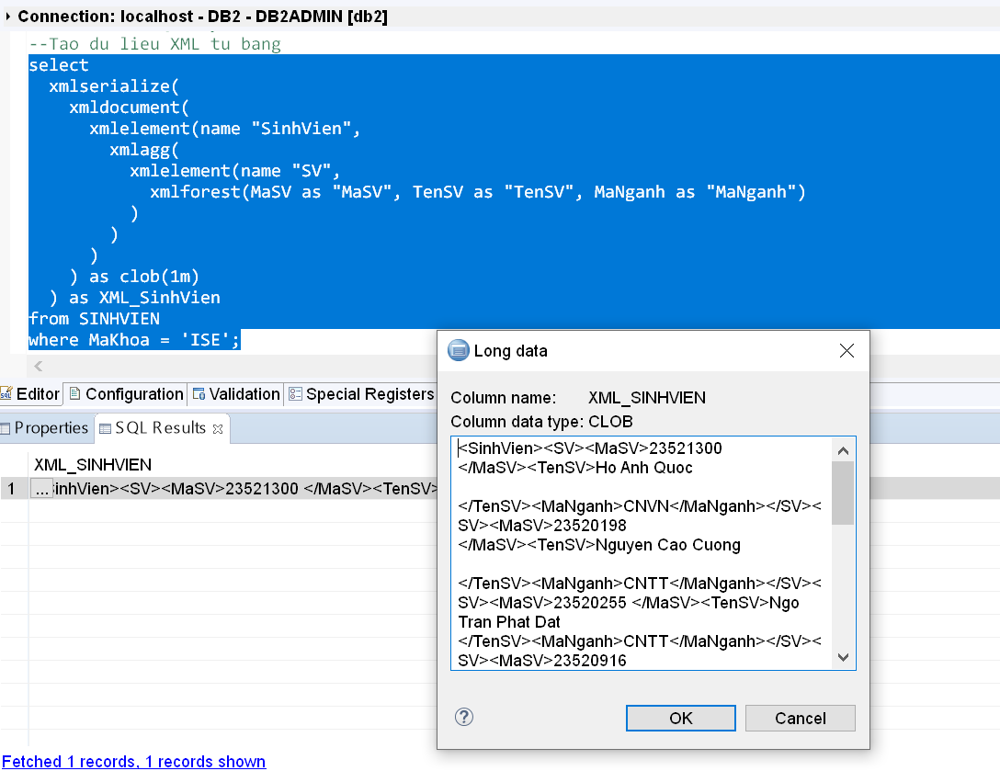 Connection: localhost - DB2 - DB2ADMIN [db2]
--Tao du lieu XML tu bang
select
xmlserialize(
xmldocument(
xmlelement(name "SinhVien",
xmlagg(
xmlelement(name "SV",
xmlforest(MaSV as "MaSV", TenSV as "TenSV", MaNganh as "MaNganh")
)
)
)
) as clob(1m)
) as XML_SinhVien
from SINHVIEN
where MaKhoa = 'ISE';
Editor Configuration Validation Special Registers
Properties SQL Results
XML_SINHVIEN
1 ... inhVien><SV><MaSV>23521300 </MaSV><TenSV>
Fetched 1 records, 1 records shown
Long data
Column name: XML_SINHVIEN
Column data type: CLOB
<SinhVien><SV><MaSV>23521300
</MaSV><TenSV>Ho Anh Quoc
</TenSV><MaNganh>CNVN</MaNganh></SV><
SV><MaSV>23520198
</MaSV><TenSV>Nguyen Cao Cuong
</TenSV><MaNganh>CNTT</MaNganh></SV><
SV><MaSV>23520255 </MaSV><TenSV>Ngo
Tran Phat Dat
</TenSV><MaNganh>CNTT</MaNganh></SV><
SV><MaSV>23520916
? OK Cancel